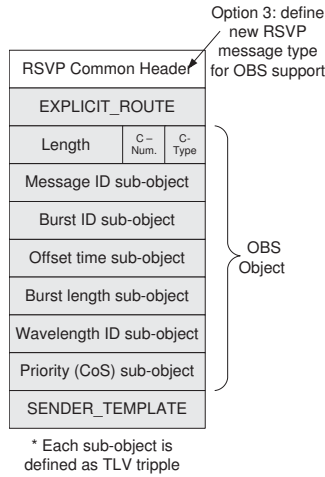 Option 3: define
new RSVP
message type
for OBS support
RSVP Common Header
EXPLICIT_ROUTE
Length
C –
Num.
C-
Type
Message ID sub-object
Burst ID sub-object
Offset time sub-object
Burst length sub-object
Wavelength ID sub-object
Priority (CoS) sub-object
OBS
Object
SENDER_TEMPLATE
* Each sub-object is
defined as TLV tripple